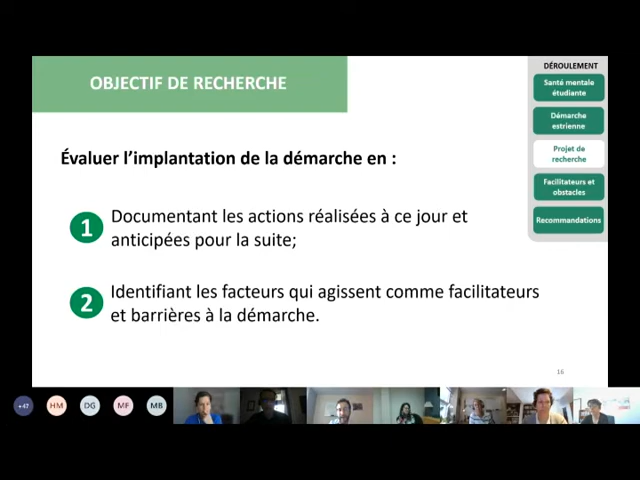 OBJECTIF DE RECHERCHE
Évaluer l'implantation de la démarche en :
1
Documentant les actions réalisées à ce jour et
anticipées pour la suite;
2
Identifiant les facteurs qui agissent comme facilitateurs
et barrières à la démarche.
DÉROULEMENT
Santé mentale
étudiante
Démarche
estrienne
Projet de
recherche
Facilitateurs et
obstacles
Recommandations
16
+47
HM
DG
MF
MB